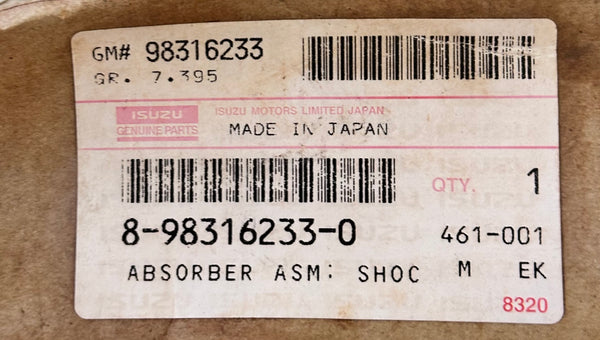 GM# 98316233
GR. 7.395
ISUZU
GENUINE PARTS
ISUZU MOTORS LIMITED JAPAN
MADE IN JAPAN
QTY. 1
8-98316233-0 461-001
ABSORBER ASM: SHOC M EK
8320